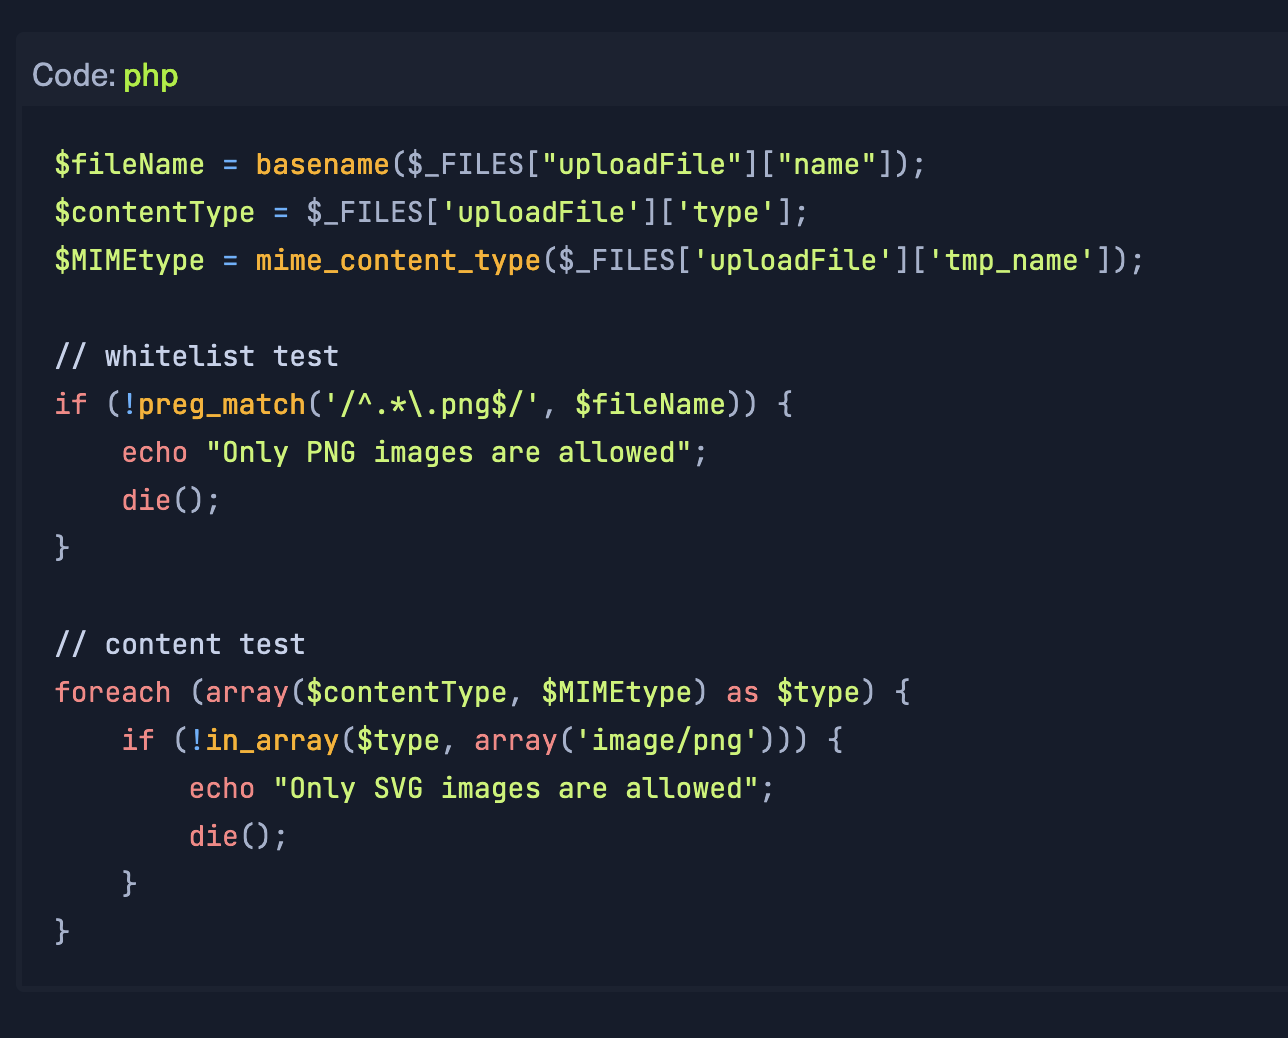 Code: php
$fileName = basename($_FILES["uploadFile"]["name"]);
$contentType = $_FILES['uploadFile']['type'];
$MIMEtype = mime_content_type($_FILES['uploadFile']['tmp_name']);

// whitelist test
if (!preg_match('/^.*\.png$/', $fileName)) {
    echo "Only PNG images are allowed";
    die();
}

// content test
foreach (array($contentType, $MIMEtype) as $type) {
    if (!in_array($type, array('image/png'))) {
        echo "Only SVG images are allowed";
        die();
    }
}